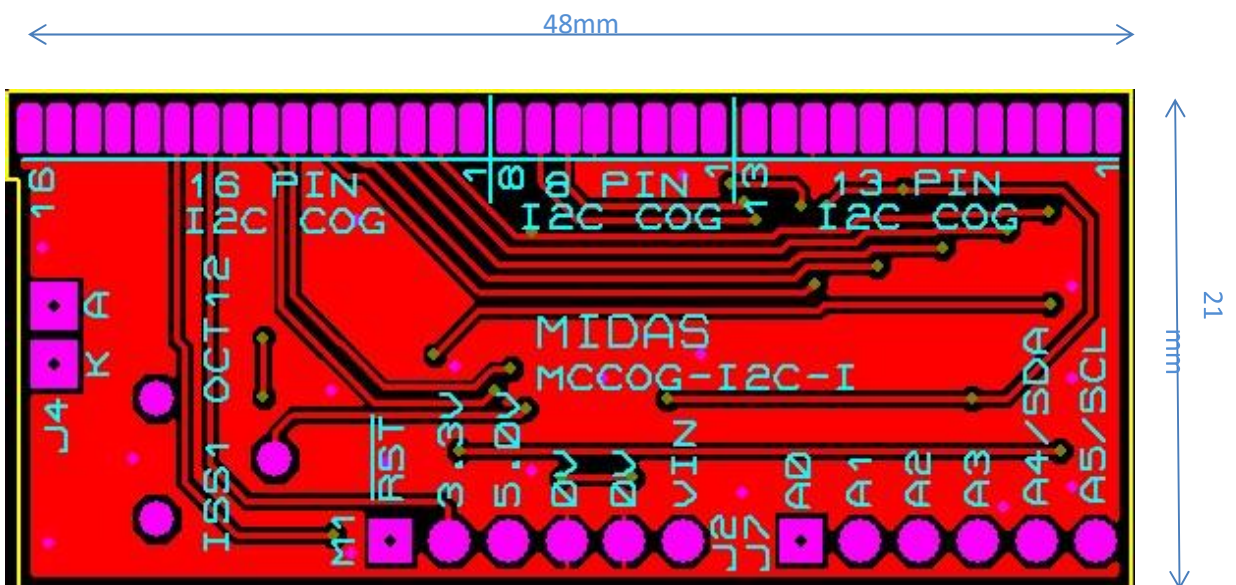 48mm
16
16 PIN
I2C COG
1
8
8 PIN
I2C COG
1
13
13 PIN
I2C COG
1
21
mm
A
K
J4
ISS1 OCT12
MIDAS
MCCOG-I2C-I
RST
3.3V
5.0V
0V
0V
VIN
A0
A1
A2
A3
A4/SDA
A5/SCL
M1
J2
J7